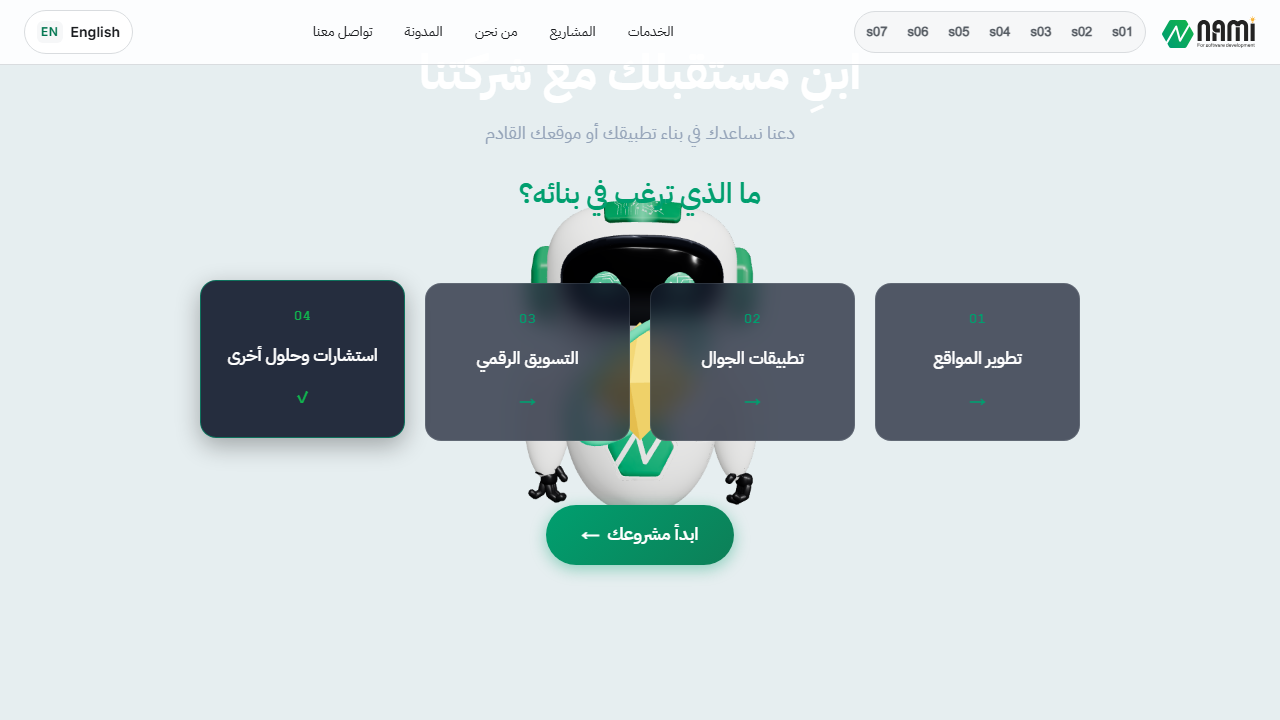 NAMi
For software development
s01
s02
s03
s04
s05
s06
s07
الخدمات
المشاريع
من نحن
المدونة
تواصل معنا
English
EN
ابنِ مستقبلك مع شركتنا
دعنا نساعدك في بناء تطبيقك أو موقعك القادم
ما الذي ترغب في بنائه؟
01
تطوير المواقع
→
02
تطبيقات الجوال
→
03
التسويق الرقمي
→
04
استشارات وحلول أخرى
✓
ابدأ مشروعك ←